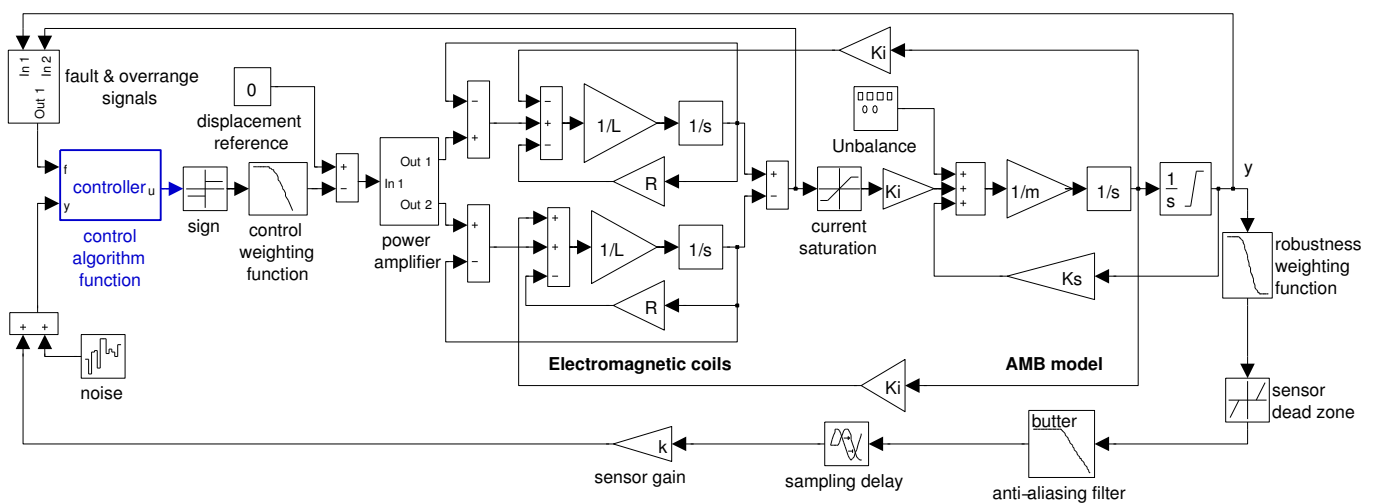 In 1
In 2
Out 1
fault & overrange
signals
0
displacement
reference
f
controller
u
y
control
algorithm
function
sign
control
weighting
function
+
−
In 1
Out 1
Out 2
power
amplifier
−
+
−
+
−
1/L
1/s
R
+
−
+
+
−
1/L
1/s
R
+
−
Ki
current
saturation
Ki
Unbalance
+
+
+
1/m
1/s
1
s
y
Ks
robustness
weighting
function
Electromagnetic coils
AMB model
Ki
+ +
noise
sensor
dead zone
butter
anti-aliasing filter
sampling delay
k
sensor gain